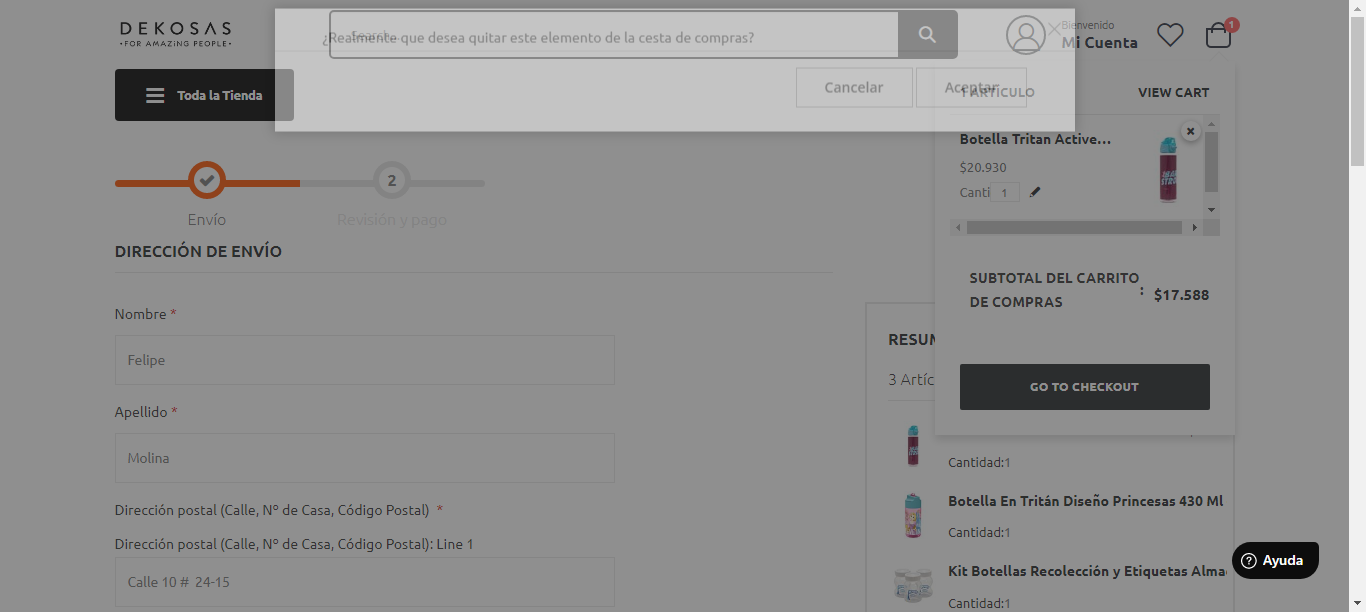 DEKOSAS
•FOR AMAZING PEOPLE•
Search...
¿Realmente que desea quitar este elemento de la cesta de compras?
Cancelar
Aceptar
Bienvenido
Mi Cuenta
1
Toda la Tienda
1 ARTÍCULO
VIEW CART
Botella Tritan Active...
$20.930
Canti 1
SUBTOTAL DEL CARRITO
DE COMPRAS
:
$17.588
GO TO CHECKOUT
2
Envío
Revisión y pago
DIRECCIÓN DE ENVÍO
Nombre *
Felipe
Apellido *
Molina
Dirección postal (Calle, Nº de Casa, Código Postal) *
Dirección postal (Calle, Nº de Casa, Código Postal): Line 1
Calle 10 # 24-15
RESUM
3 Artíc
Cantidad:1
Botella En Tritán Diseño Princesas 430 Ml
Cantidad:1
Kit Botellas Recolección y Etiquetas Alma
Cantidad:1
Ayuda